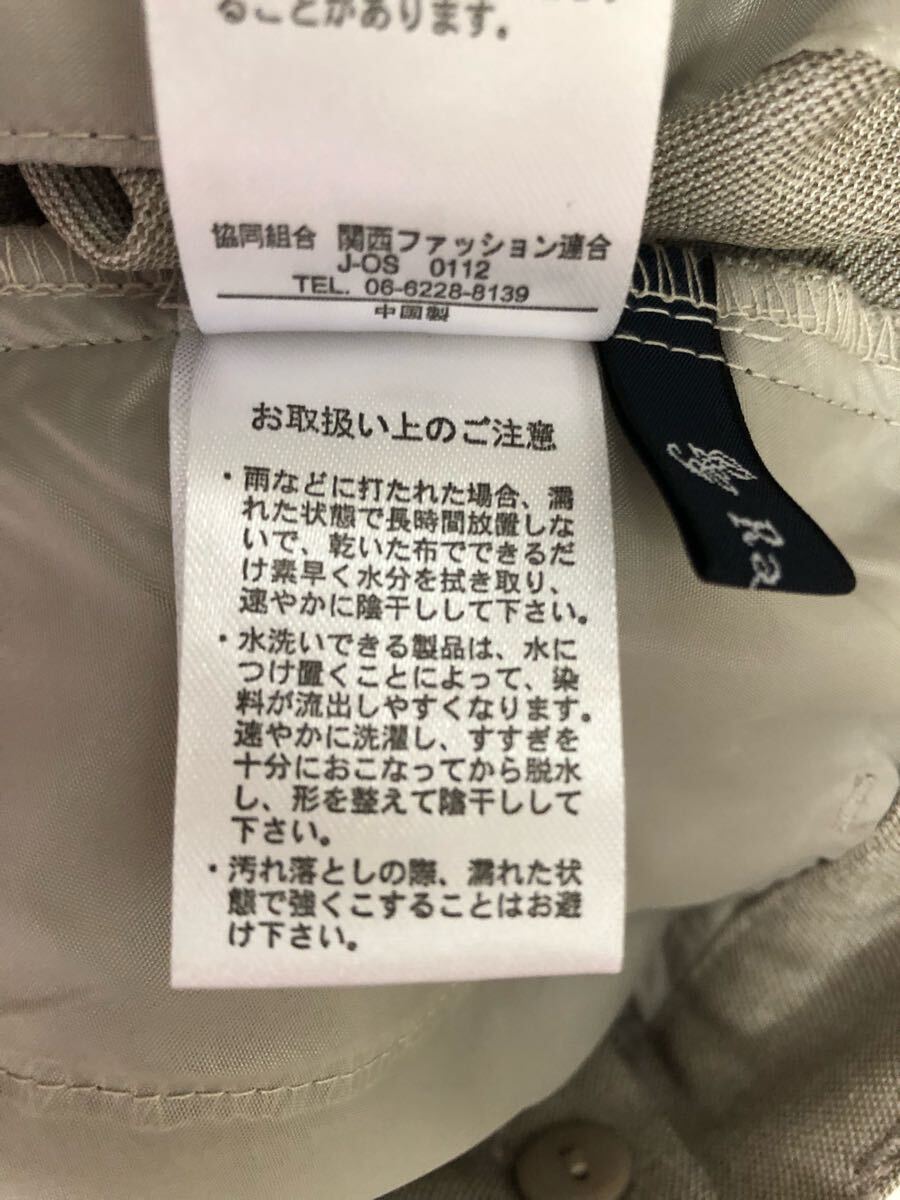 ることがあります。
協同組合 関西ファッション連合
J-OS 0112
TEL. 06-6228-8139
中国製
お取扱い上のご注意
・雨などに打たれた場合、濡
れた状態で長時間放置しな
いで、乾いた布でできるだ
け素早く水分を拭き取り、
速やかに陰干しして下さい。
・水洗いできる製品は、水に
つけ置くことによって、染
料が流出しやすくなります。
速やかに洗濯し、すすぎを
十分におこなってから脱水
し、形を整えて陰干しして
下さい。
・汚れ落としの際、濡れた状
態で強くこすることはお避
け下さい。
Ra